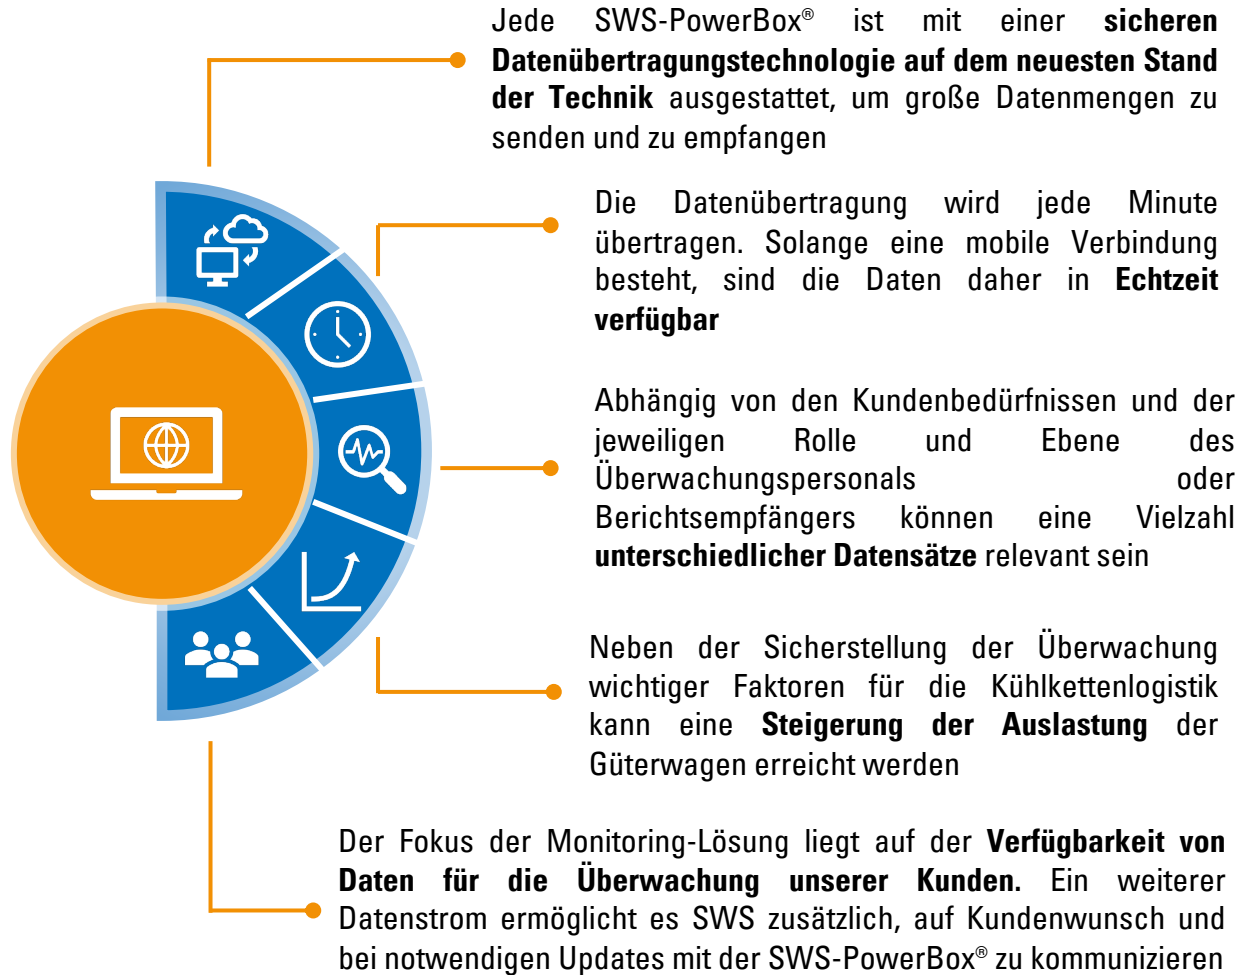 Jede SWS-PowerBox® ist mit einer sicheren
Datenübertragungstechnologie auf dem neuesten Stand
der Technik ausgestattet, um große Datenmengen zu
senden und zu empfangen
Die Datenübertragung wird jede Minute
übertragen. Solange eine mobile Verbindung
besteht, sind die Daten daher in Echtzeit
verfügbar
Abhängig von den Kundenbedürfnissen und der
jeweiligen Rolle und Ebene des
Überwachungspersonals oder
Berichtsempfängers können eine Vielzahl
unterschiedlicher Datensätze relevant sein
Neben der Sicherstellung der Überwachung
wichtiger Faktoren für die Kühlkettenlogistik
kann eine Steigerung der Auslastung der
Güterwagen erreicht werden
Der Fokus der Monitoring-Lösung liegt auf der Verfügbarkeit von
Daten für die Überwachung unserer Kunden. Ein weiterer
Datenstrom ermöglicht es SWS zusätzlich, auf Kundenwunsch und
bei notwendigen Updates mit der SWS-PowerBox® zu kommunizieren